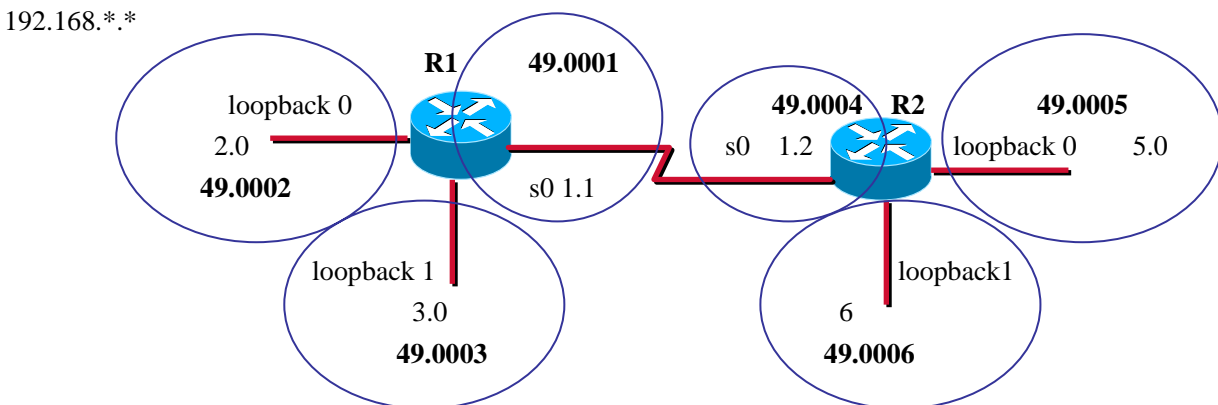 192.168.*.*
R1 49.0001
loopback 0
2.0
49.0002
s0 1.1
loopback 1
3.0
49.0003
49.0004 R2
s0 1.2
49.0005
loopback 0 5.0
loopback1
6
49.0006